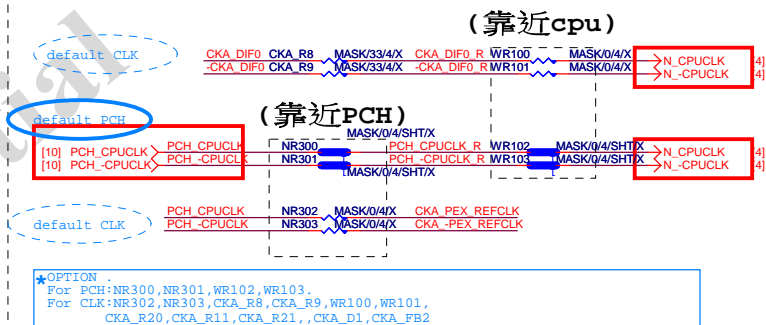 (靠近cpu)
default CLK
CKA_DIF0 CKA_R8 MASK/33/4/X CKA_DIF0_R WR100 MASK/0/4/X N_CPUCLK [4]
-CKA_DIF0 CKA_R9 MASK/33/4/X -CKA_DIF0_R WR101 MASK/0/4/X N_-CPUCLK [4]
default PCH
(靠近PCH)
MASK/0/4/SHT/X
[10] PCH_CPUCLK PCH_CPUCLK NR300 PCH_CPUCLK_R WR102 MASK/0/4/SHT/X N_CPUCLK [4]
[10] PCH_-CPUCLK PCH_-CPUCLK NR301 PCH_-CPUCLK_R WR103 MASK/0/4/SHT/X N_-CPUCLK [4]
MASK/0/4/SHT/X
default CLK
PCH_CPUCLK NR302 MASK/0/4/X CKA_PEX_REFCLK
PCH_-CPUCLK NR303 MASK/0/4/X CKA_-PEX_REFCLK
*OPTION .
For PCH:NR300,NR301,WR102,WR103.
For CLK:NR302,NR303,CKA_R8,CKA_R9,WR100,WR101,
CKA_R20,CKA_R11,CKA_R21,,CKA_D1,CKA_FB2